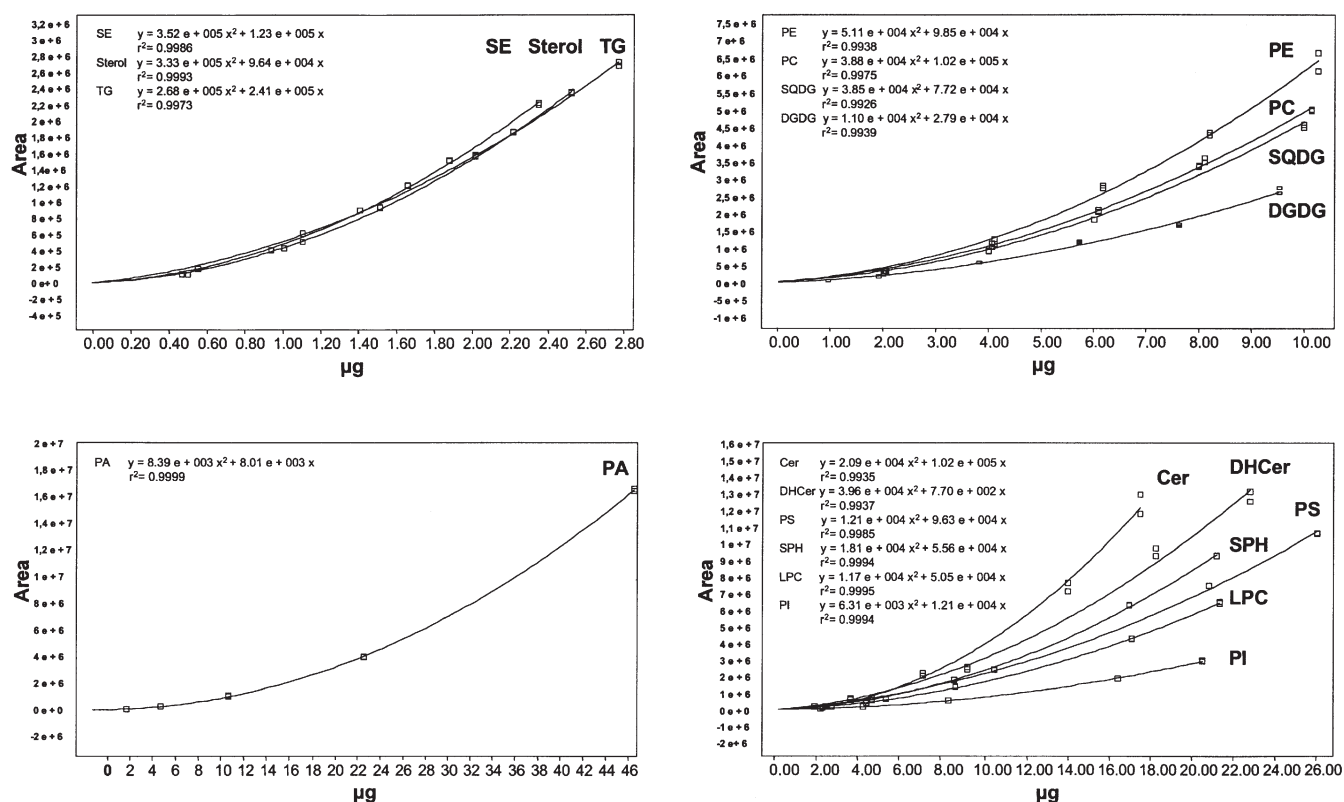 SE y = 3.52 e + 005 x² + 1.23 e + 005 x
r² = 0.9986
Sterol y = 3.33 e + 005 x² + 9.64 e + 004 x
r² = 0.9993
TG y = 2.68 e + 005 x² + 2.41 e + 005 x
r² = 0.9973
SE Sterol TG
Area
3,2 e + 6
3 e + 6
2,8 e + 6
2,6 e + 6
2,4 e + 6
2,2 e + 6
2 e + 6
1,8 e + 6
1,6 e + 6
1,4 e + 6
1,2 e + 6
1 e + 6
8 e + 5
6 e + 5
4 e + 5
2 e + 5
0 e + 0
-2 e + 5
-4 e + 5
0.00 0.20 0.40 0.60 0.80 1.00 1.20 1.40 1.60 1.80 2.00 2.20 2.40 2.60 2.80
µg
PE y = 5.11 e + 004 x² + 9.85 e + 004 x
r² = 0.9938
PC y = 3.88 e + 004 x² + 1.02 e + 005 x
r² = 0.9975
SQDG y = 3.85 e + 004 x² + 7.72 e + 004 x
r² = 0.9926
DGDG y = 1.10 e + 004 x² + 2.79 e + 004 x
r² = 0.9939
PE
PC
SQDG
DGDG
Area
7,5 e + 6
7 e + 6
6,5 e + 6
6 e + 6
5,5 e + 6
5 e + 6
4,5 e + 6
4 e + 6
3,5 e + 6
3 e + 6
2,5 e + 6
2 e + 6
1,5 e + 6
1 e + 6
5 e + 5
0 e + 0
-5 e + 5
-1 e + 6
0.00 1.00 2.00 3.00 4.00 5.00 6.00 7.00 8.00 9.00 10.00
µg
PA y = 8.39 e + 003 x² + 8.01 e + 003 x
r² = 0.9999
PA
Area
2 e + 7
1,8 e + 7
1,6 e + 7
1,4 e + 7
1,2 e + 7
1 e + 7
8 e + 6
6 e + 6
4 e + 6
2 e + 6
0 e + 0
-2 e + 6
0 2 4 6 8 10 12 14 16 18 20 22 24 26 28 30 32 34 36 38 40 42 44 46
µg
Cer y = 2.09 e + 004 x² + 1.02 e + 005 x
r² = 0.9935
DHCer y = 3.96 e + 004 x² + 7.70 e + 002 x
r² = 0.9937
PS y = 1.21 e + 004 x² + 9.63 e + 004 x
r² = 0.9985
SPH y = 1.81 e + 004 x² + 5.56 e + 004 x
r² = 0.9994
LPC y = 1.17 e + 004 x² + 5.05 e + 004 x
r² = 0.9995
PI y = 6.31 e + 003 x² + 1.21 e + 004 x
r² = 0.9994
Cer
DHCer
PS
SPH
LPC
PI
Area
1,6 e + 7
1,5 e + 7
1,4 e + 7
1,3 e + 7
1,2 e + 7
1,1 e + 7
1 e + 7
9 e + 6
8 e + 6
7 e + 6
6 e + 6
5 e + 6
4 e + 6
3 e + 6
2 e + 6
1 e + 6
0 e + 0
-1 e + 6
-2 e + 6
0.00 2.00 4.00 6.00 8.00 10.00 12.00 14.00 16.00 18.00 20.00 22.00 24.00 26.00
µg